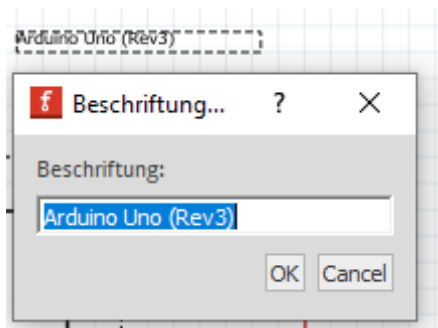 Arduino Uno (Rev3)
f Beschriftung... ? ×
Beschriftung:
Arduino Uno (Rev3)
OK Cancel